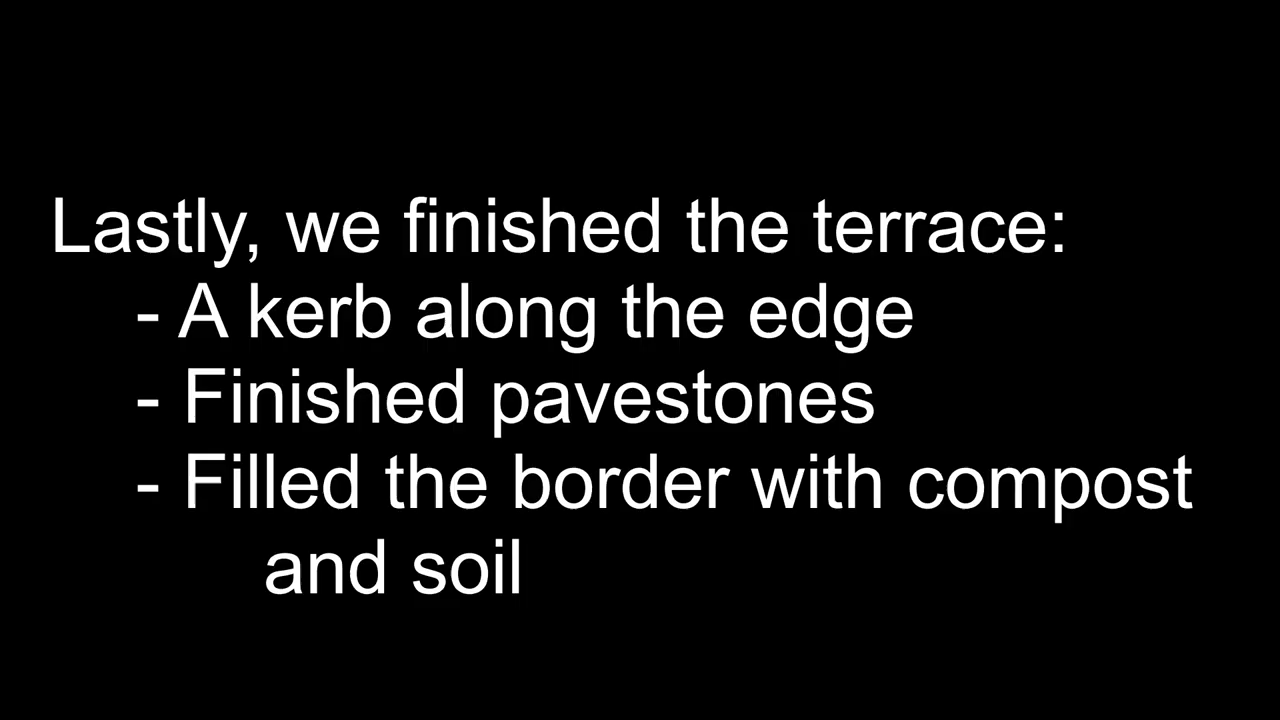 Lastly, we finished the terrace:
- A kerb along the edge
- Finished pavestones
- Filled the border with compost
and soil